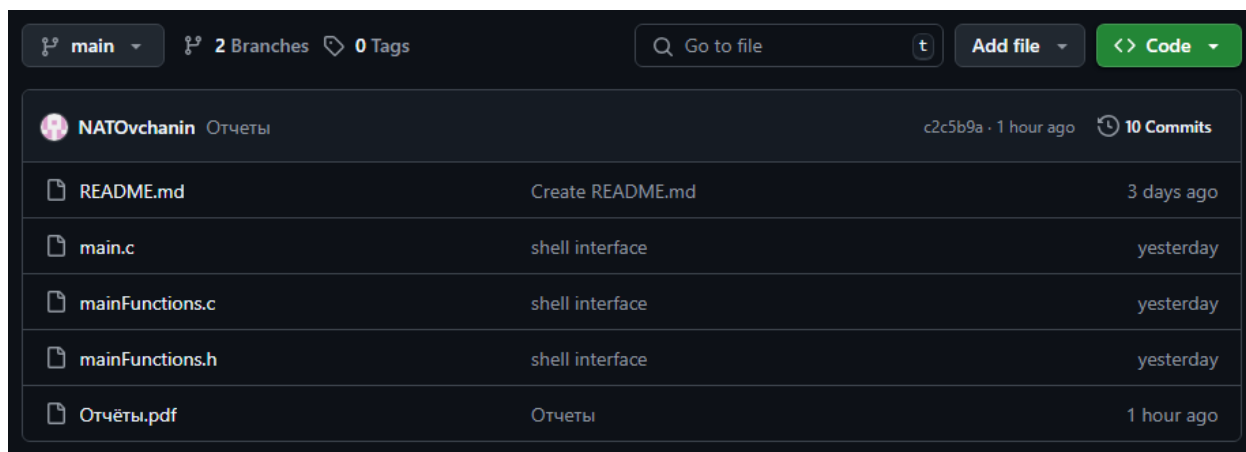 main 2 Branches 0 Tags Go to file t Add file <> Code
NATOvchanin Отчеты c2c5b9a · 1 hour ago 10 Commits
README.md Create README.md 3 days ago
main.c shell interface yesterday
mainFunctions.c shell interface yesterday
mainFunctions.h shell interface yesterday
Отчёты.pdf Отчеты 1 hour ago